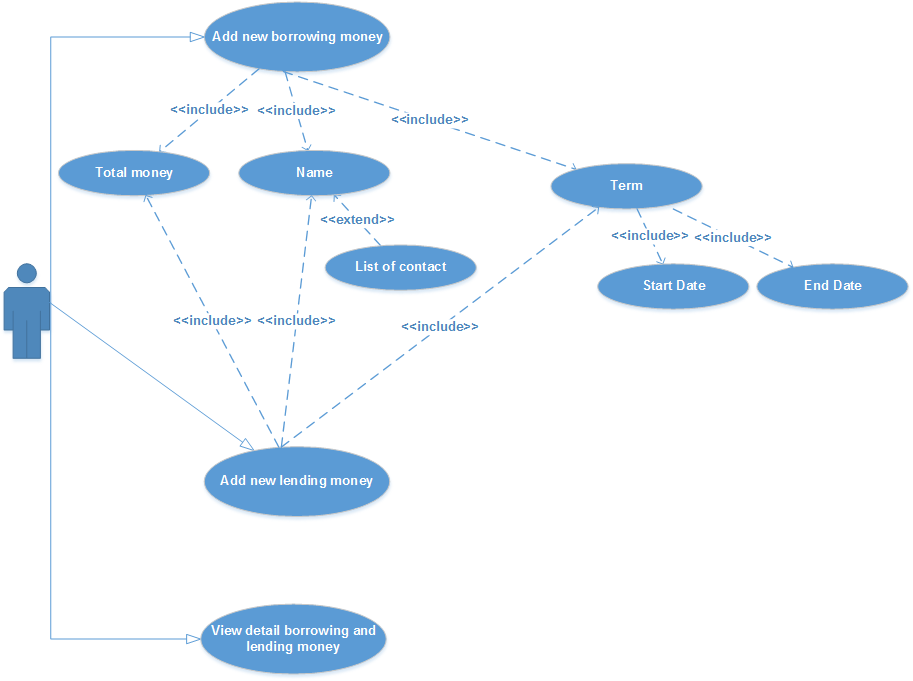 Add new borrowing money
<<include>> <<include>>
<<include>>
Total money
Name
Term
<<extend>>
<<include>> <<include>>
List of contact
Start Date
End Date
<<include>> <<include>>
<<include>>
Add new lending money
View detail borrowing and
lending money